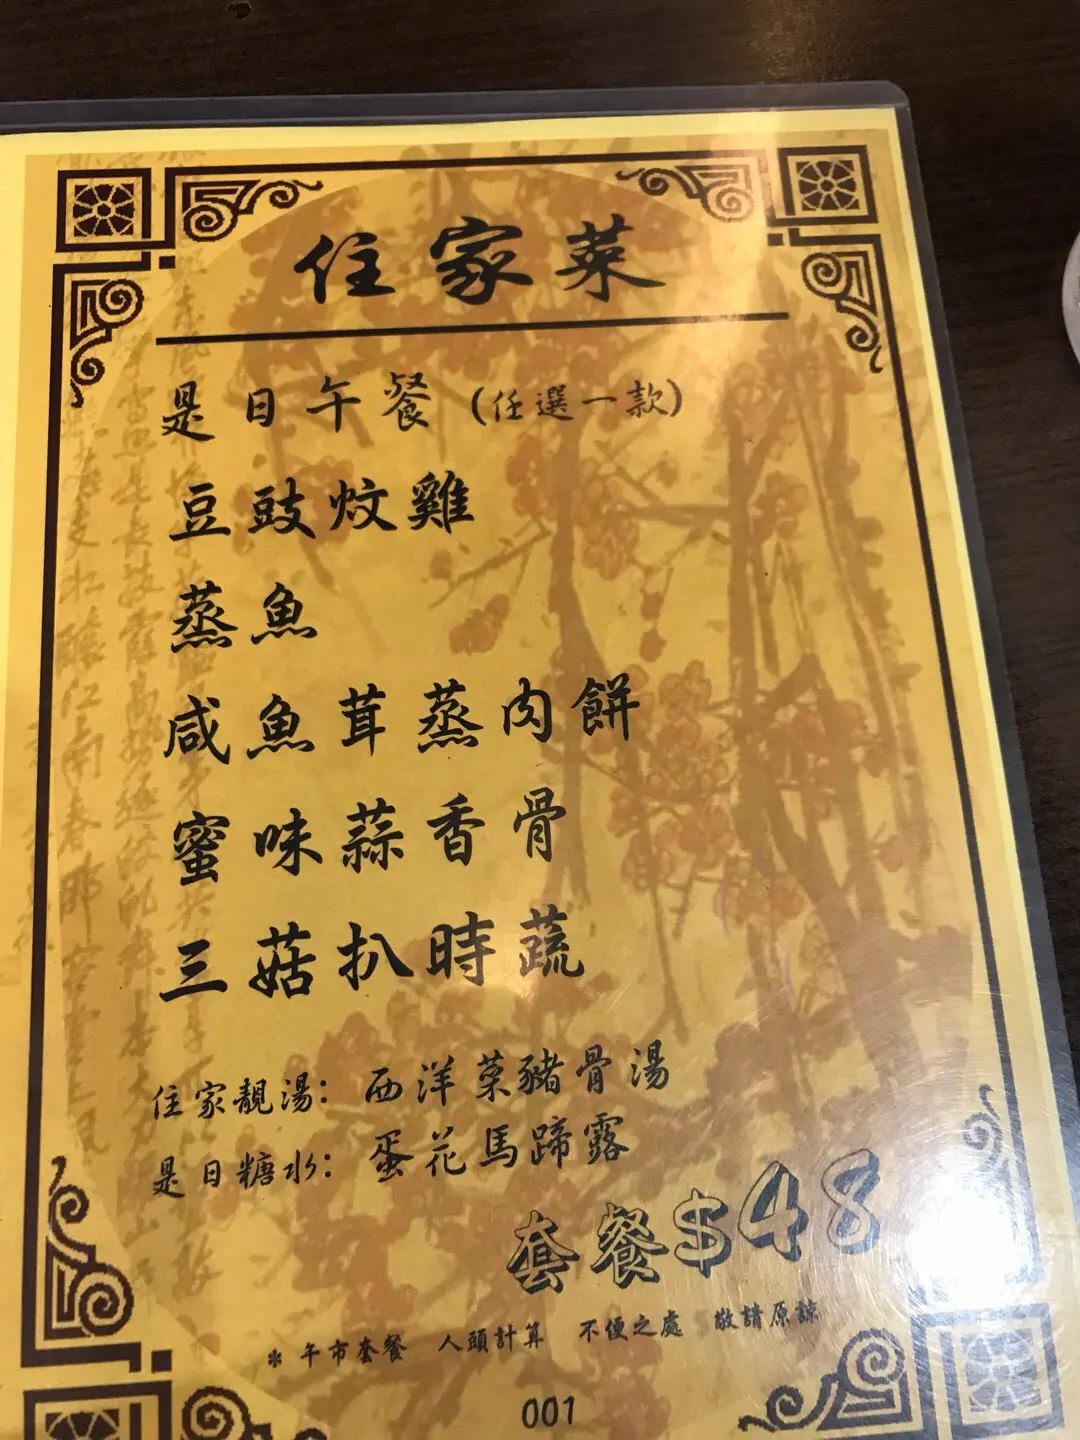 住家菜
是日午餐(任選一款)
豆豉炆雞
蒸魚
咸魚茸蒸肉餅
蜜味蒜香骨
三菇扒時蔬
住家靚湯: 西洋菜豬骨湯
是日糖水: 蛋花馬蹄露
套餐$48
* 午市套餐 人頭計算 不便之處 敬請原諒
001